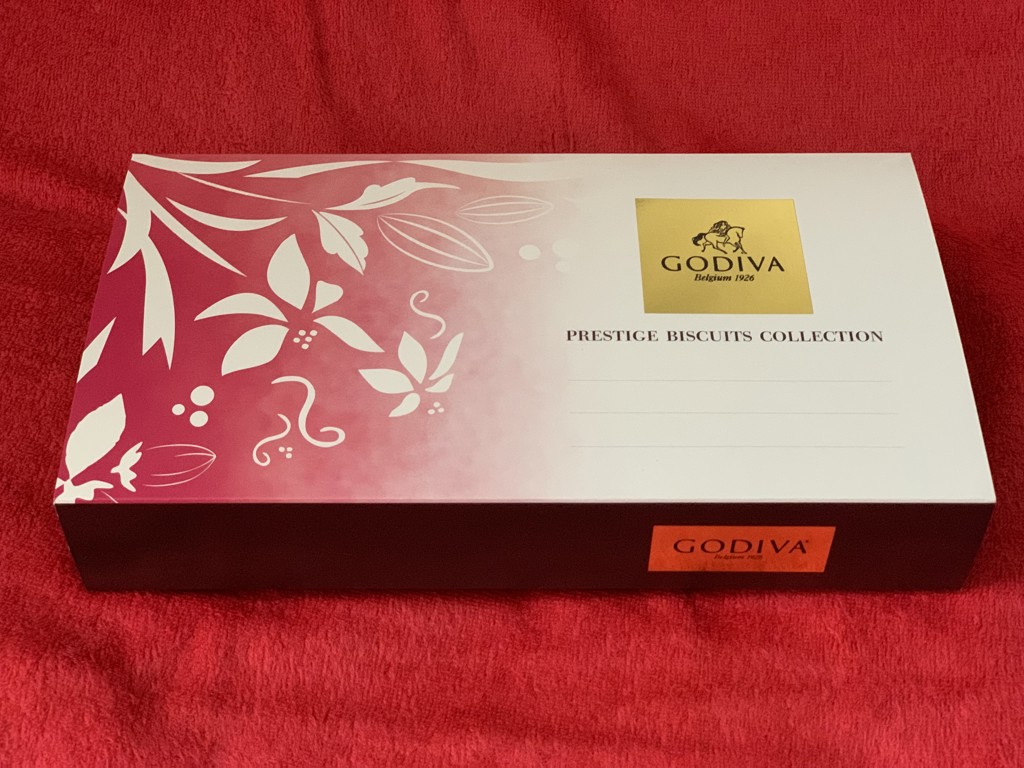 GODIVA
Belgium 1926
PRESTIGE BISCUITS COLLECTION
GODIVA
Belgium 1926